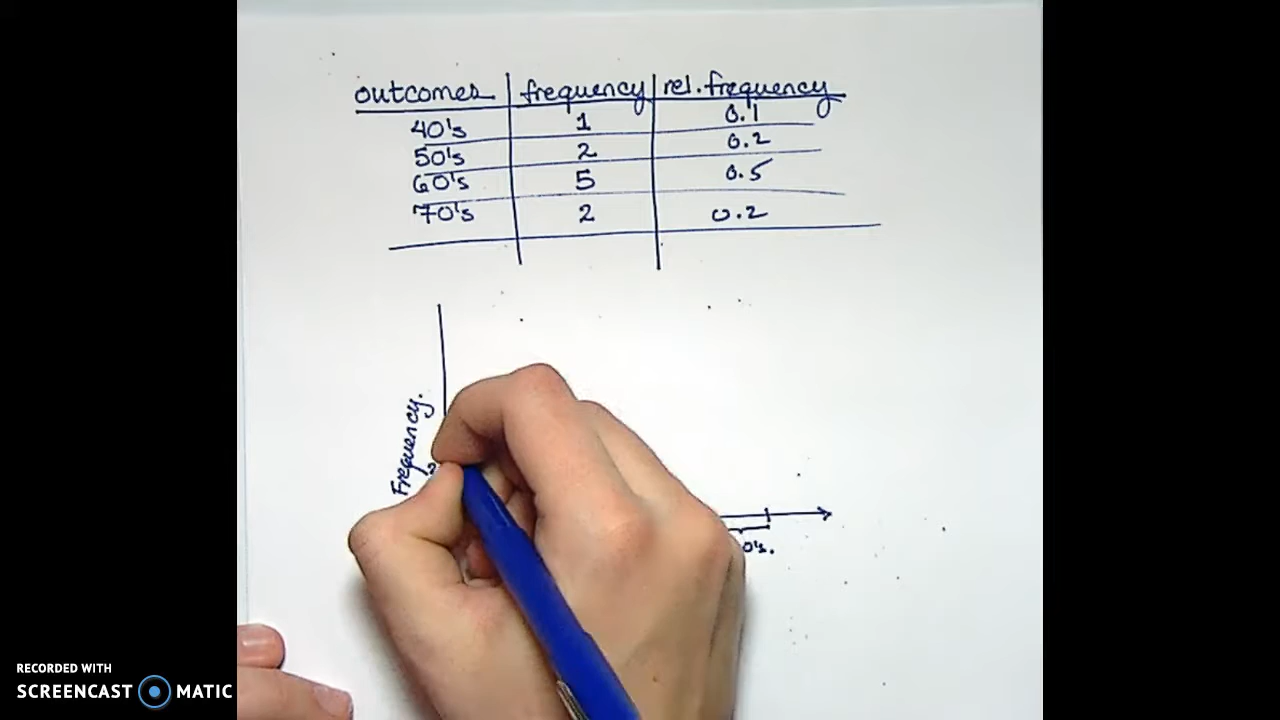 outcomes frequency rel. frequency
40's 1 0.1
50's 2 0.2
60's 5 0.5
70's 2 0.2
Frequency.
0's.
RECORDED WITH
SCREENCAST MATIC